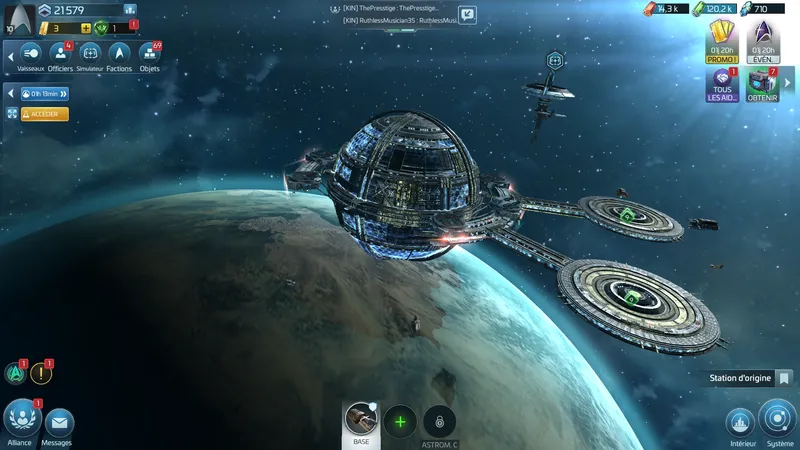 21579
[KIN] ThePresstige : ThePresstige...
[KIN] RuthlessMusician35 : RuthlessMusi
14,3 k
120,2 k
710
10
3
1
!
Vaisseaux
4
Officiers
Simulateur
Factions
69
Objets
01j 20h
PROMO !
01j 20h
ÉVÉN.
01h 13min
ACCÉDER
1
TOUS
LES AID...
7
OBTENIR
1
1
!
Station d'origine
1
Alliance
Messages
BASE
ASTROM. C
Intérieur
Système